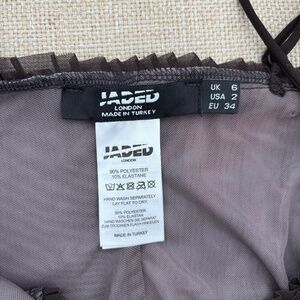 JADED
LONDON
MADE IN TURKEY
UK 6
USA 2
EU 34
JADED
LONDON
90% POLYESTER
10% ELASTANE
HAND WASH SEPARATELY
LAY FLAT TO DRY
90% POLYESTER
10% ELASTAN
MADE IN TURKEY